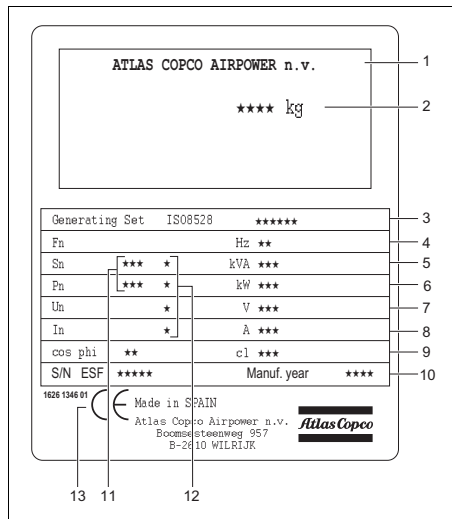 ATLAS COPCO AIRPOWER n.v. 1
**** kg 2
Generating Set ISO8528 ****** 3
Fn Hz ** 4
Sn *** * kVA *** 5
Pn *** * kW *** 6
Un * V *** 7
In * A *** 8
cos phi ** cl *** 9
S/N ESF ***** Manuf. year **** 10
1626 1346 01 CE Made in SPAIN
Atlas Copco Airpower n.v.
Boomsesteenweg 957
B-2610 WILRIJK
Atlas Copco
13 11 12